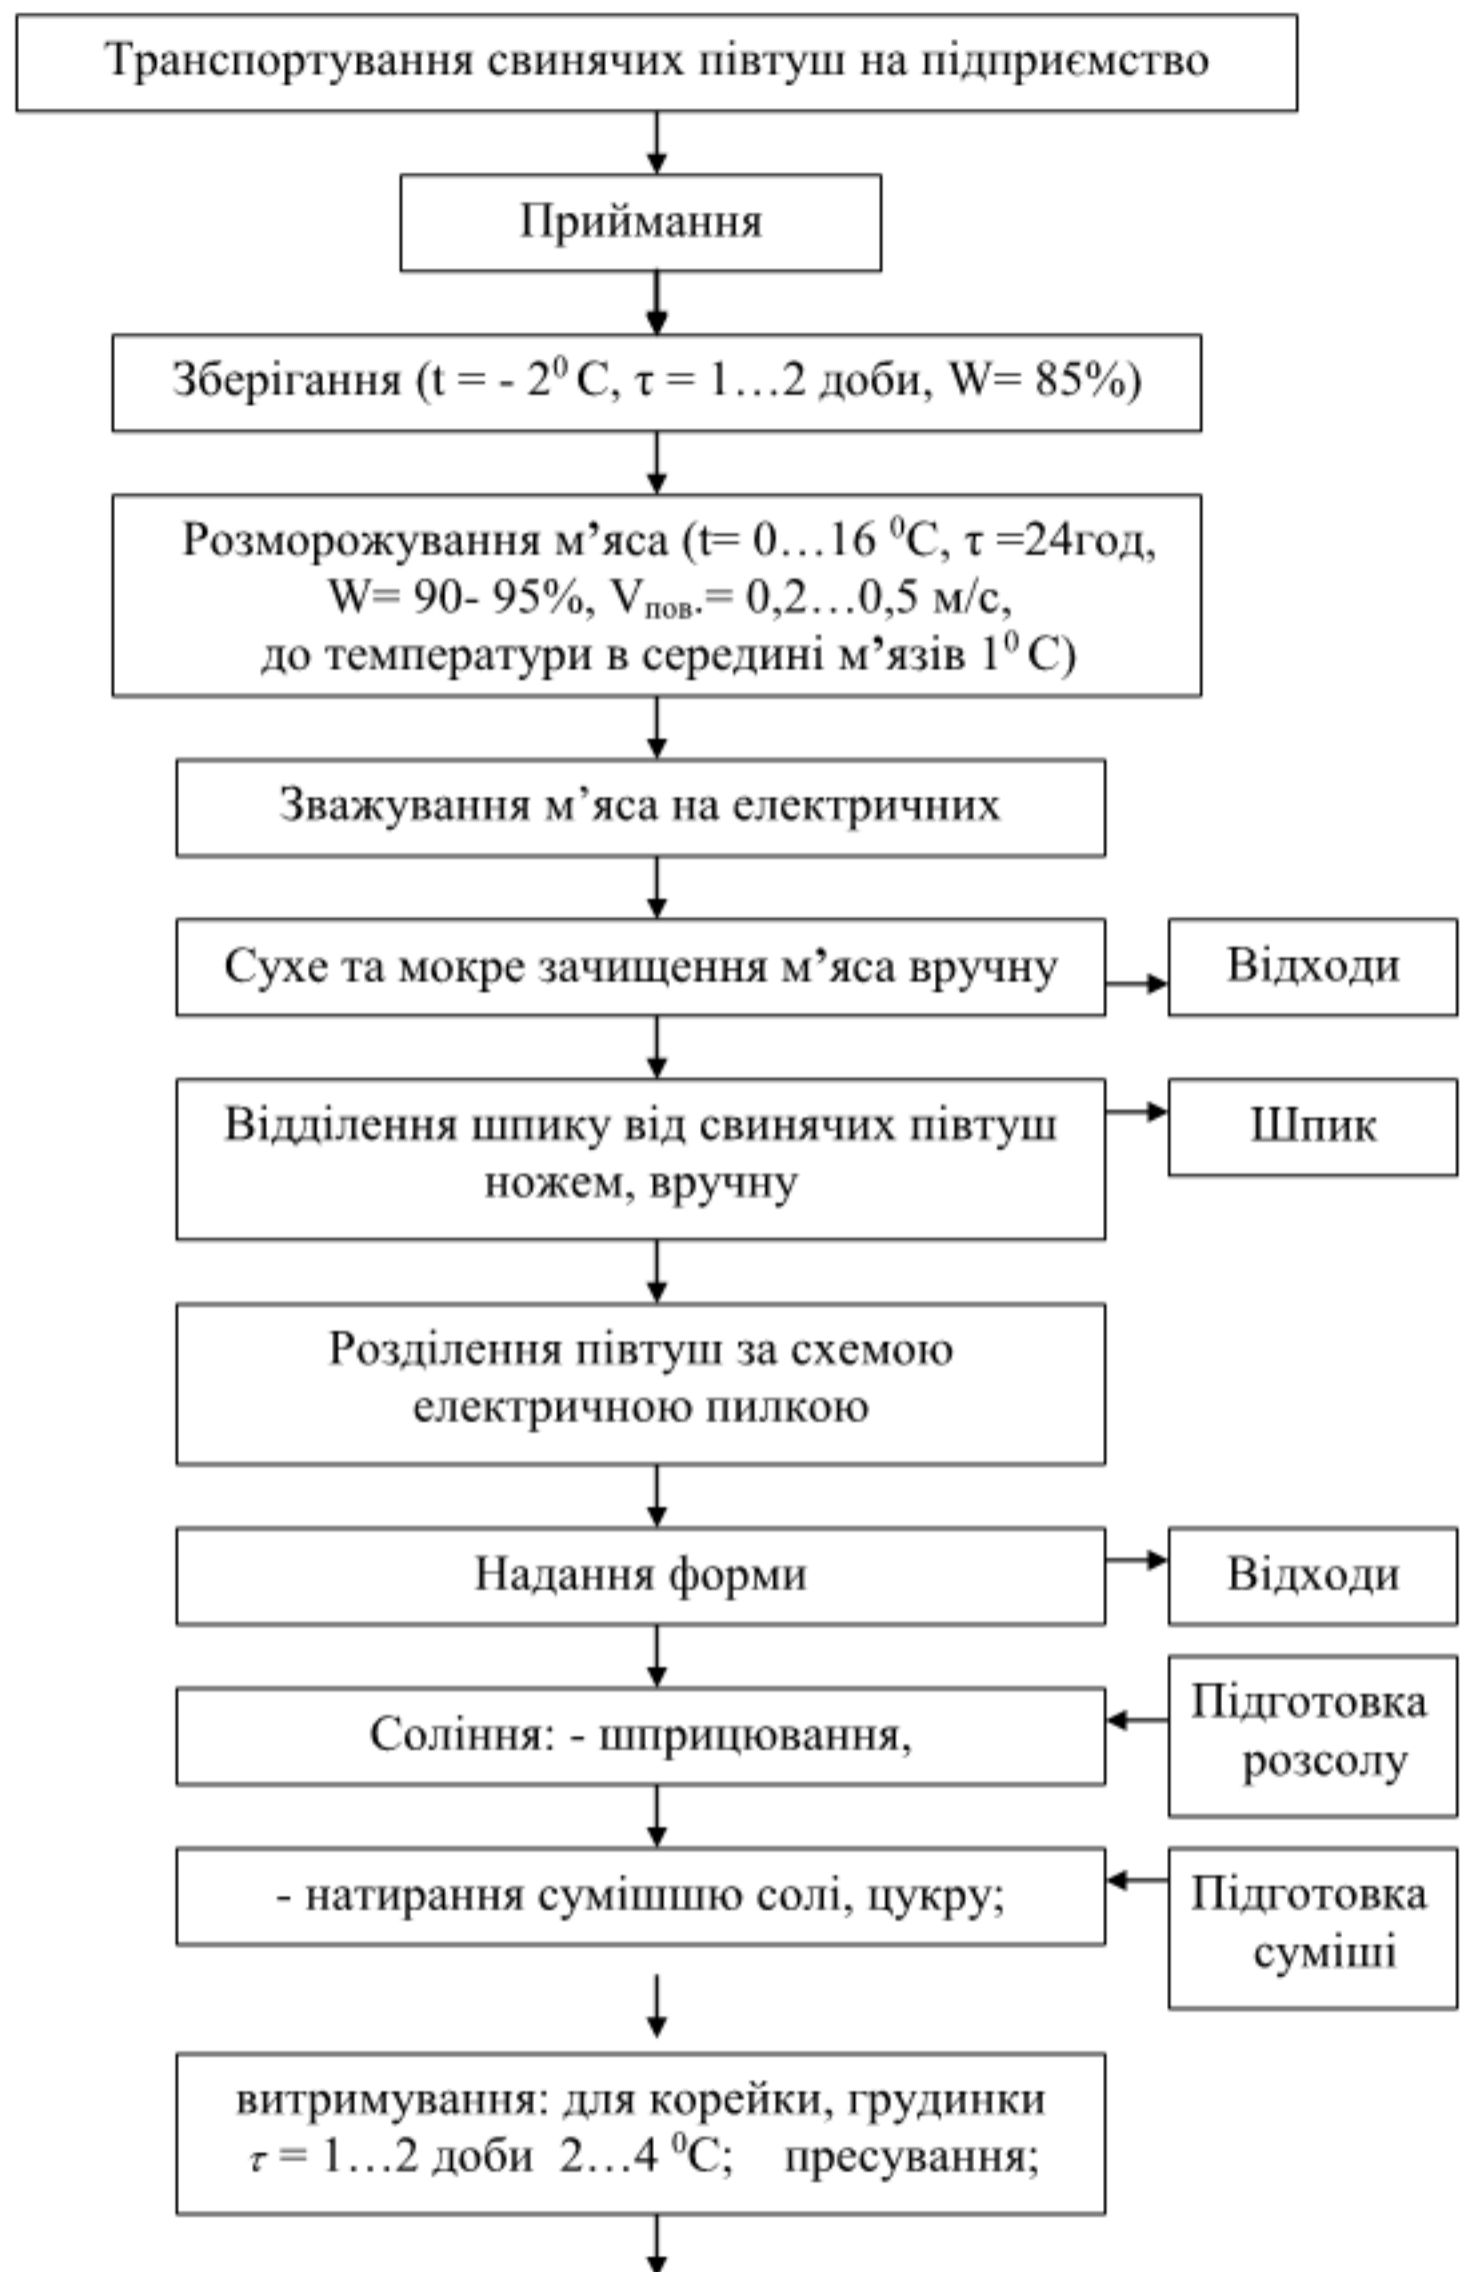 Транспортування свинячих півтуш на підприємство
Приймання
Зберігання (t = - 2⁰ С, τ = 1…2 доби, W= 85%)
Розморожування м’яса (t= 0…16 ⁰С, τ =24год,
W= 90- 95%, Vпов.= 0,2…0,5 м/с,
до температури в середині м’язів 1⁰ С)
Зважування м’яса на електричних
Сухе та мокре зачищення м’яса вручну
Відходи
Відділення шпику від свинячих півтуш
ножем, вручну
Шпик
Розділення півтуш за схемою
електричною пилкою
Надання форми
Відходи
Соління: - шприцювання,
Підготовка
розсолу
- натирання сумішшю солі, цукру;
Підготовка
суміші
витримування: для корейки, грудинки
τ = 1…2 доби 2…4 ⁰С; пресування;